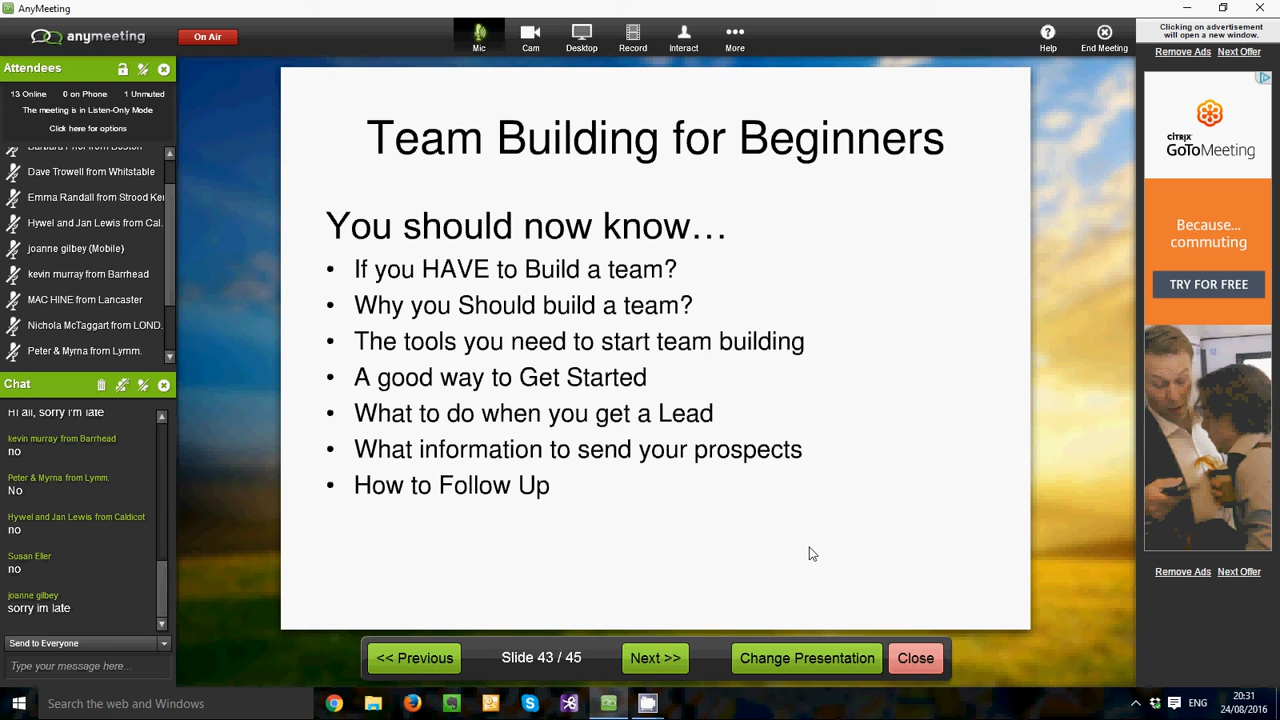 AnyMeeting
anymeeting
On Air
Mic
Cam
Desktop
Record
Interact
More
Help
End Meeting
Clicking on advertisement
will open a new window.
Remove Ads Next Offer
Attendees
13 Online 0 on Phone 1 Unmuted
The meeting is in Listen-Only Mode
Click here for options
Dave Trowell from Whitstable
Emma Randall from Strood Ker
Hywel and Jan Lewis from Cal.
joanne gilbey (Mobile)
kevin murray from Barrhead
MAC HINE from Lancaster
Nichola McTaggart from LOND.
Peter & Myrna from Lymm.
Chat
Hi all, sorry i'm late
kevin murray from Barrhead
no
Peter & Myrna from Lymm.
No
Hywel and Jan Lewis from Caldicot
no
Susan Eller
no
joanne gilbey
sorry im late
Send to Everyone
Type your message here...
Team Building for Beginners
You should now know…
• If you HAVE to Build a team?
• Why you Should build a team?
• The tools you need to start team building
• A good way to Get Started
• What to do when you get a Lead
• What information to send your prospects
• How to Follow Up
<< Previous
Slide 43 / 45
Next >>
Change Presentation
Close
CITRIX
GoToMeeting
Because...
commuting
TRY FOR FREE
Remove Ads Next Offer
Search the web and Windows
ENG
20:31
24/08/2016